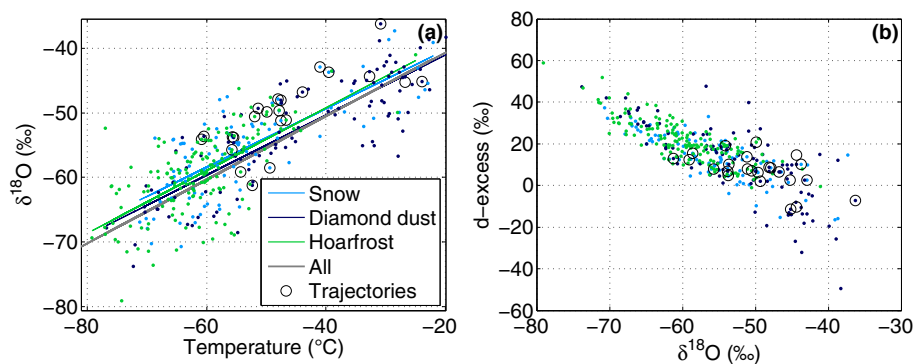 (a)
δ¹⁸O (‰)
−40
−50
−60
−70
−80
−80
−60
−40
−20
Temperature (°C)
Snow
Diamond dust
Hoarfrost
All
Trajectories
(b)
d−excess (‰)
80
60
40
20
0
−20
−40
−60
−80
−70
−60
−50
−40
−30
δ¹⁸O (‰)